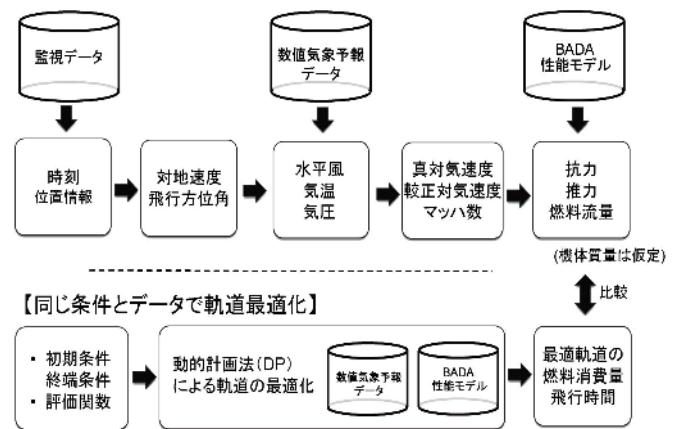 監視データ
数値気象予報
データ
BADA
性能モデル
時刻
位置情報
対地速度
飛行方位角
水平風
気温
気圧
真対気速度
較正対気速度
マッハ数
抗力
推力
燃料流量
(機体質量は仮定)
比較
【同じ条件とデータで軌道最適化】
・ 初期条件
終端条件
・ 評価関数
動的計画法(DP)
による軌道の最適化
数値気象予報
データ
BADA
性能モデル
最適軌道の
燃料消費量
飛行時間